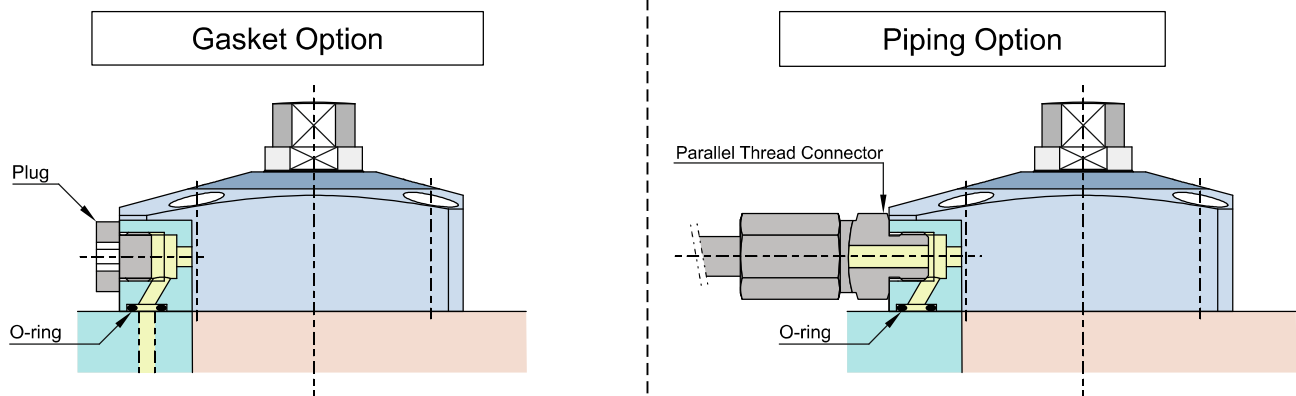 Gasket Option
Plug
O-ring
Piping Option
Parallel Thread Connector
O-ring